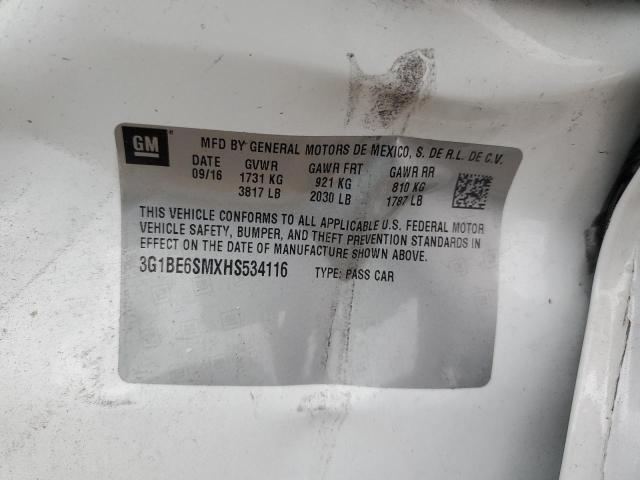 GM ® MFD BY GENERAL MOTORS DE MEXICO, S. DE R.L. DE C.V.
DATE GVWR GAWR FRT GAWR RR
09/16 1731 KG 921 KG 810 KG
3817 LB 2030 LB 1787 LB
THIS VEHICLE CONFORMS TO ALL APPLICABLE U.S. FEDERAL MOTOR
VEHICLE SAFETY, BUMPER, AND THEFT PREVENTION STANDARDS IN
EFFECT ON THE DATE OF MANUFACTURE SHOWN ABOVE.
3G1BE6SMXHS534116 TYPE: PASS CAR